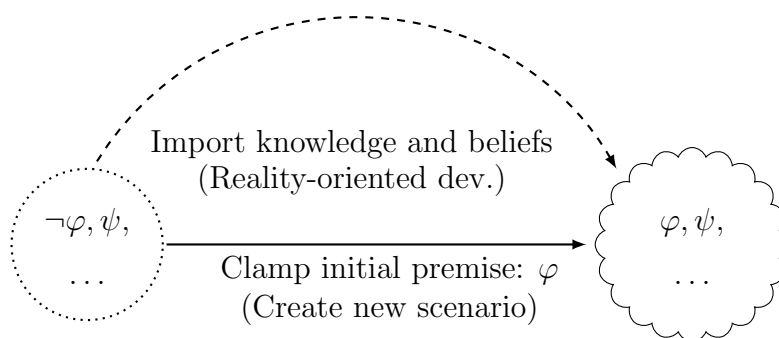 Import knowledge and beliefs
(Reality-oriented dev.)
¬φ, ψ,
...
φ, ψ,
...
Clamp initial premise: φ
(Create new scenario)